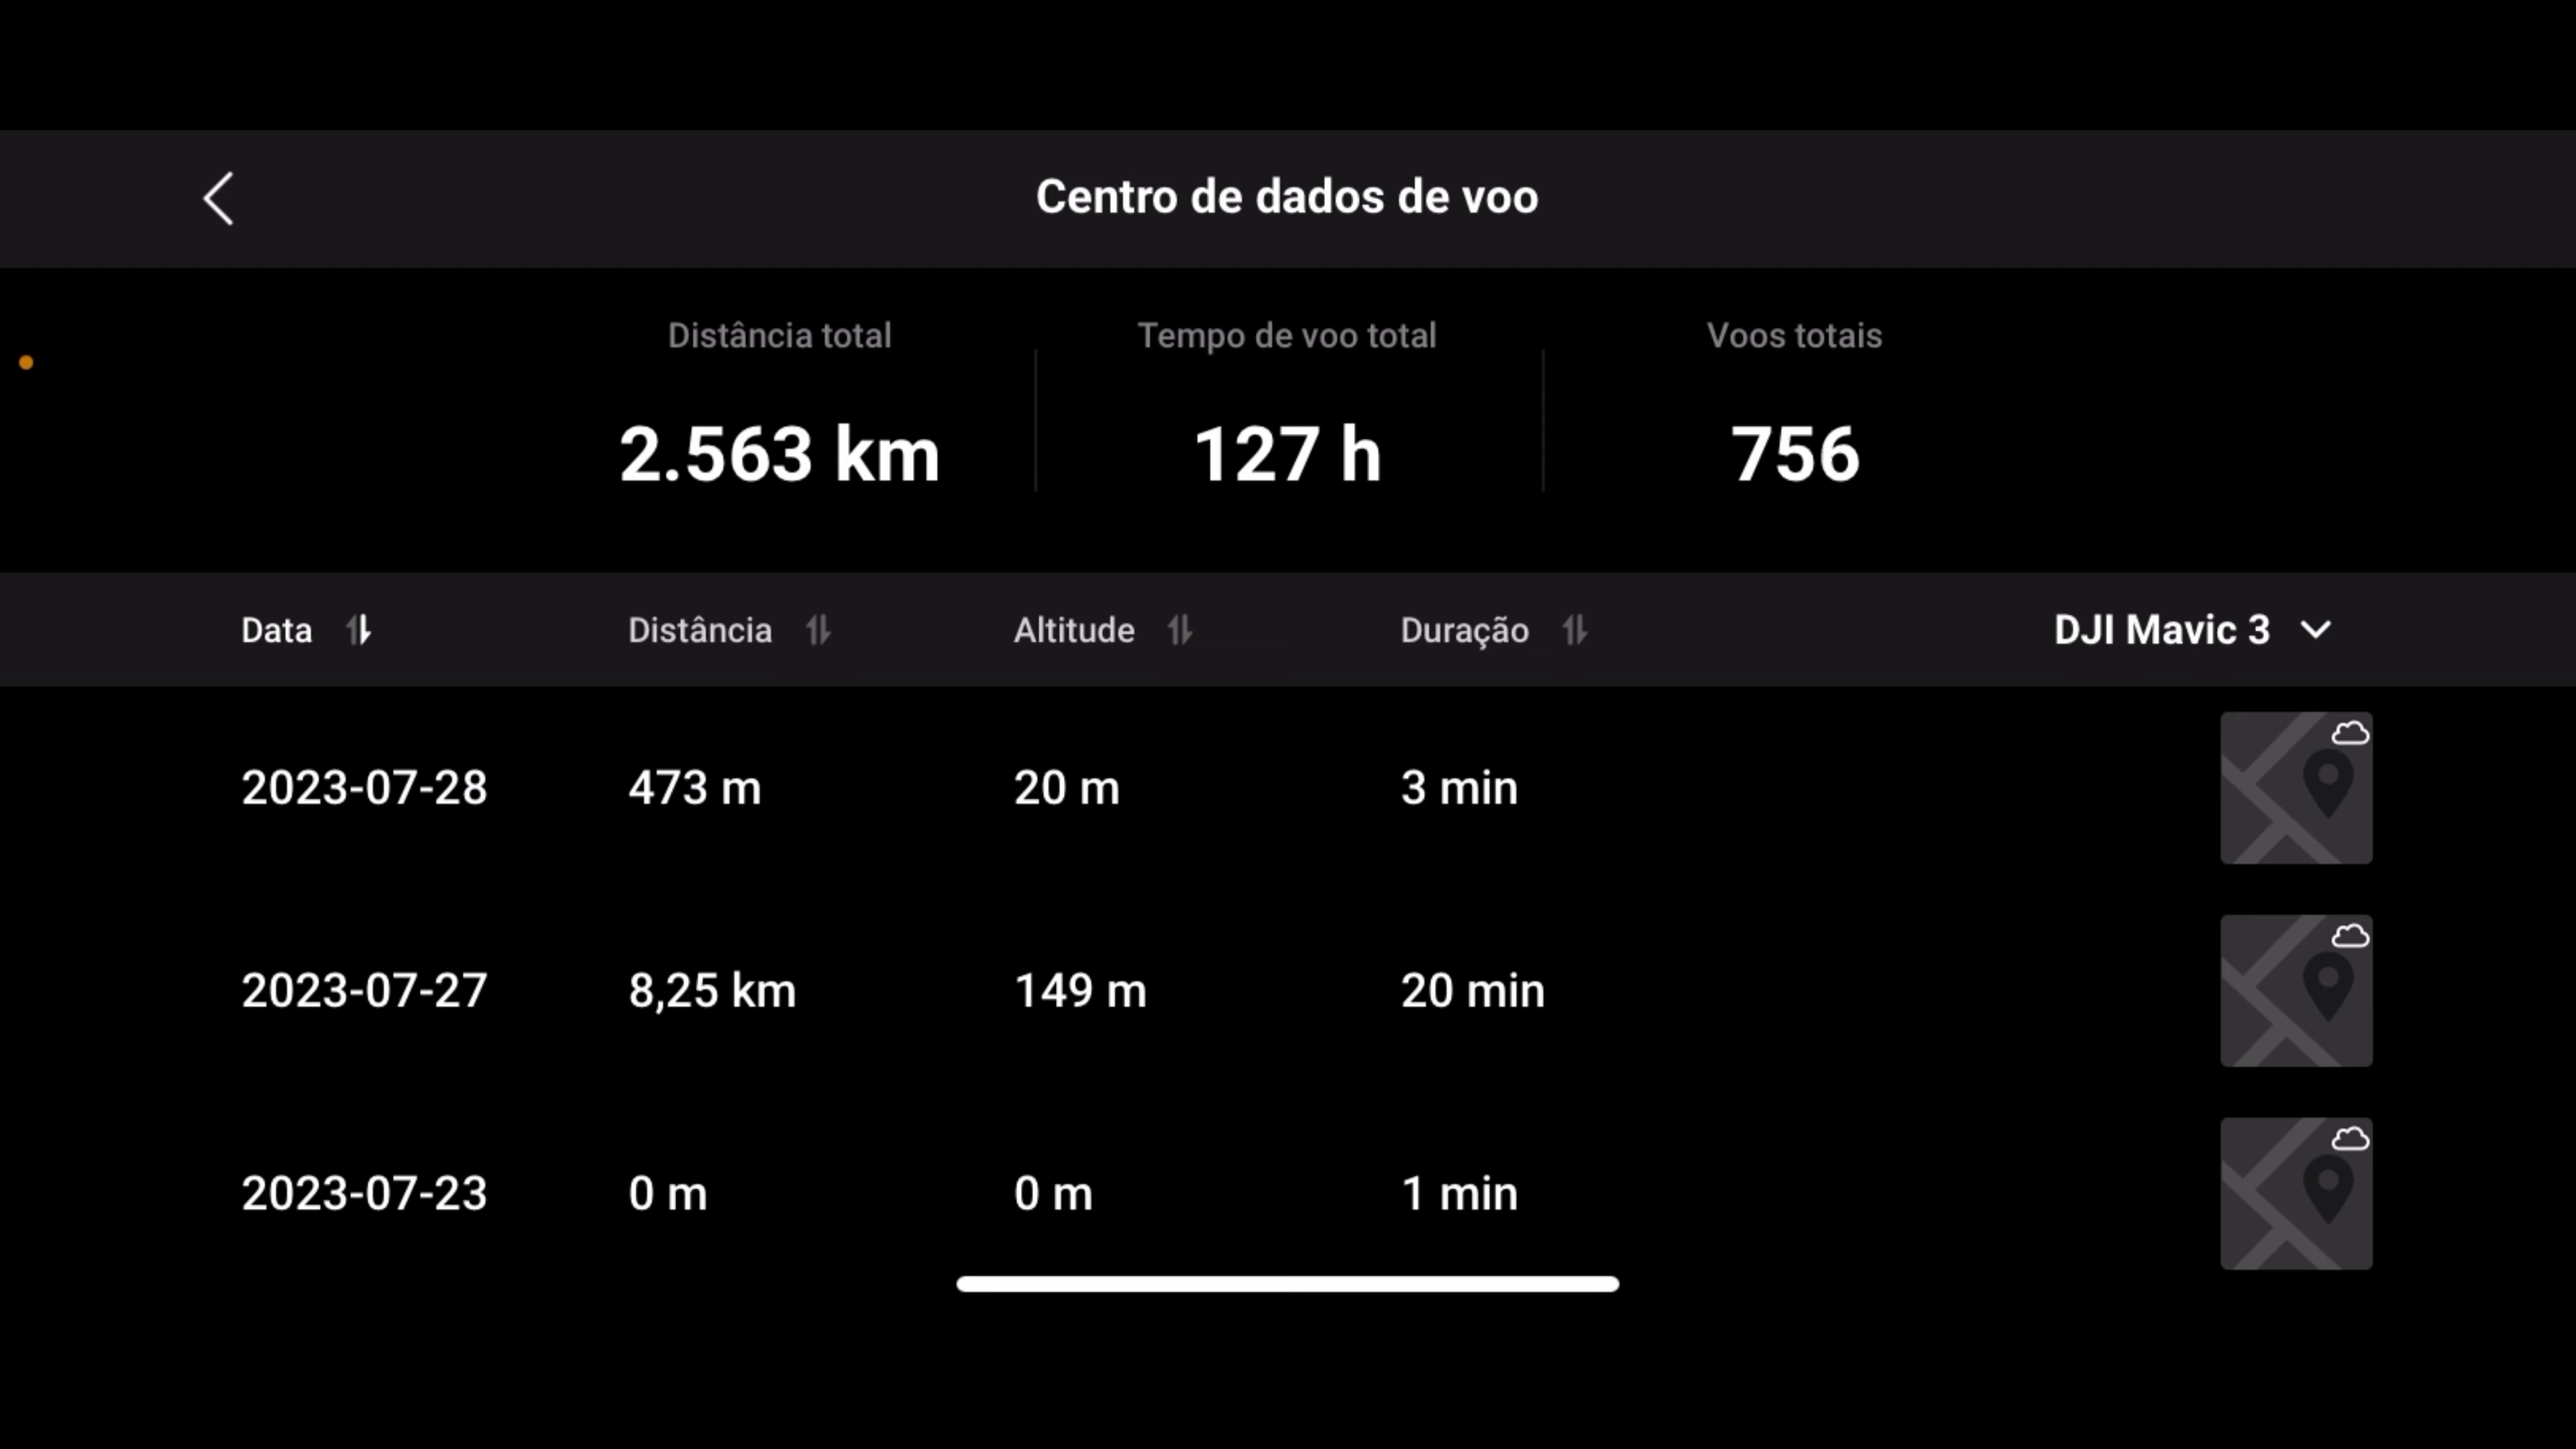 Centro de dados de voo
Distância total Tempo de voo total Voos totais
2.563 km 127 h 756
Data Distância Altitude Duração DJI Mavic 3
2023-07-28 473 m 20 m 3 min
2023-07-27 8,25 km 149 m 20 min
2023-07-23 0 m 0 m 1 min